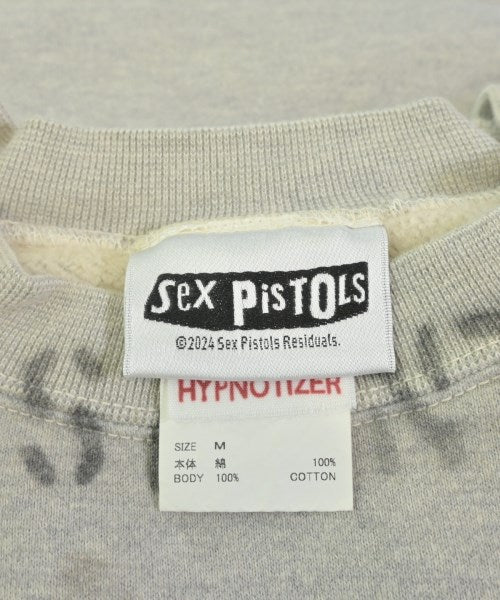 SEX PISTOLS
©2024 Sex Pistols Residuals.
HYPNOTIZER
SIZE M
本体 綿 100%
BODY 100% COTTON